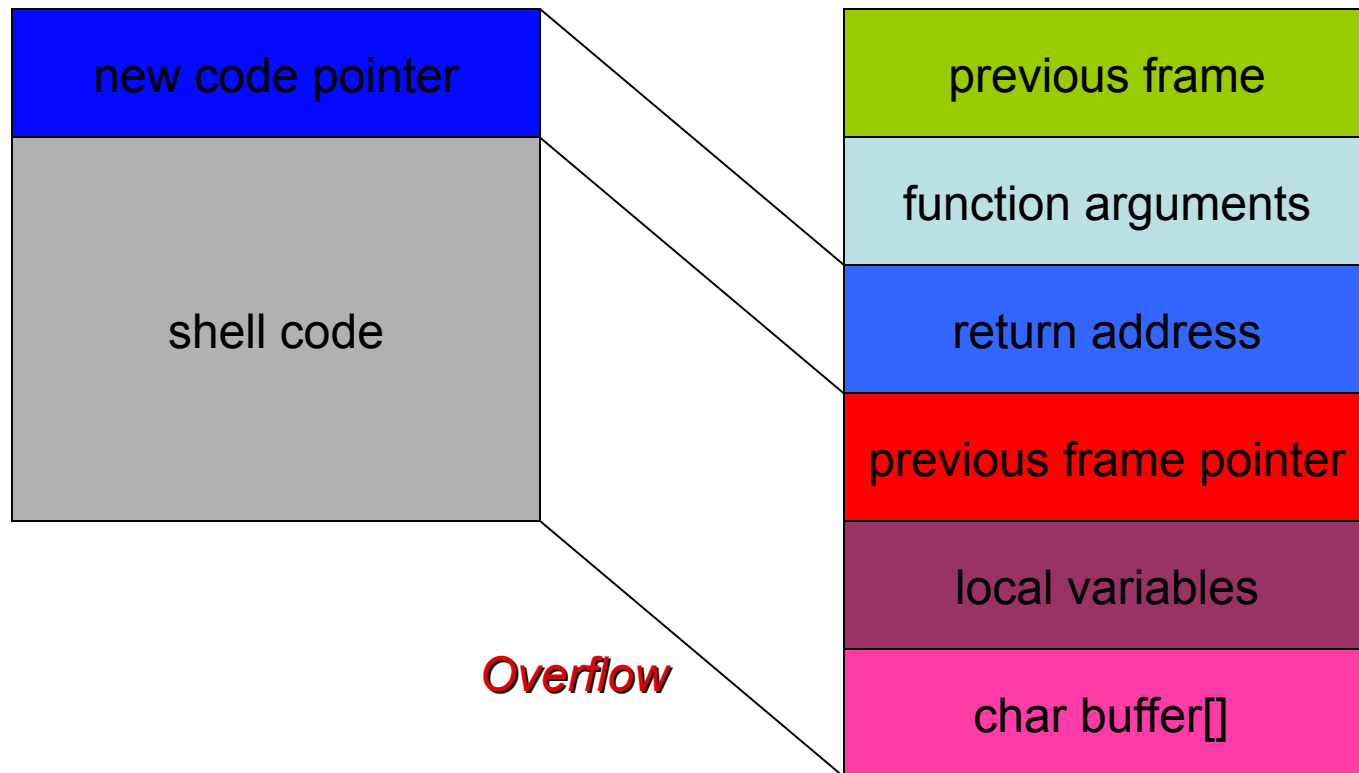 new code pointer
shell code
Overflow
previous frame
function arguments
return address
previous frame pointer
local variables
char buffer[]